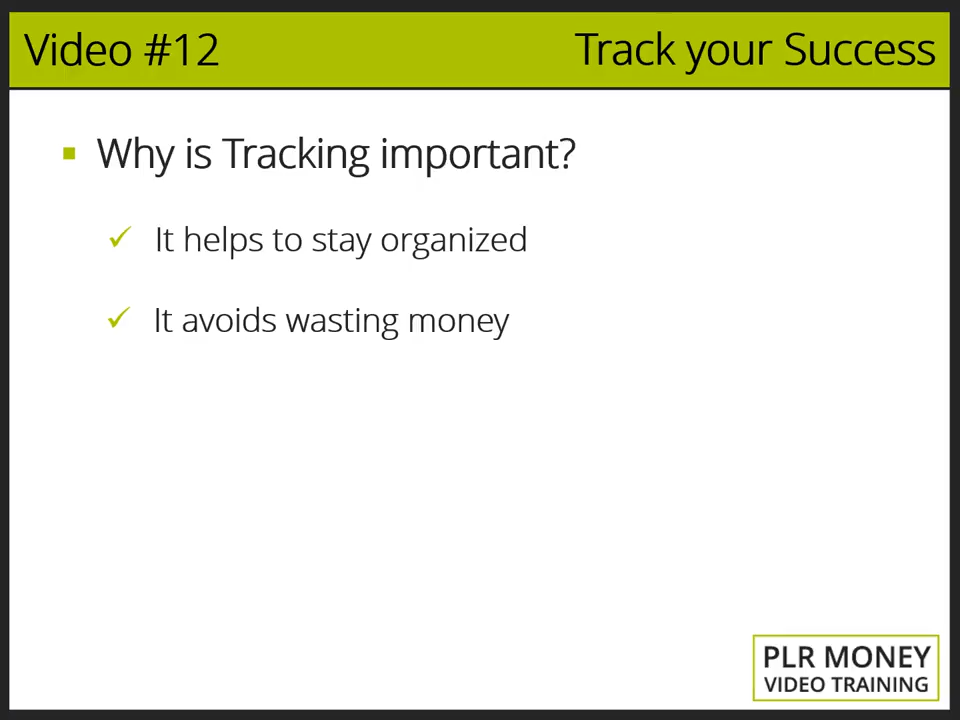 Video #12
Track your Success
Why is Tracking important?
It helps to stay organized
It avoids wasting money
PLR MONEY
VIDEO TRAINING